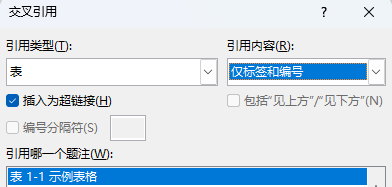 交叉引用 ? ×
引用类型(T): 引用内容(R):
表 仅标签和编号
插入为超链接(H) 包括“见上方”/“见下方”(N)
编号分隔符(S)
引用哪一个题注(W):
表 1-1 示例表格